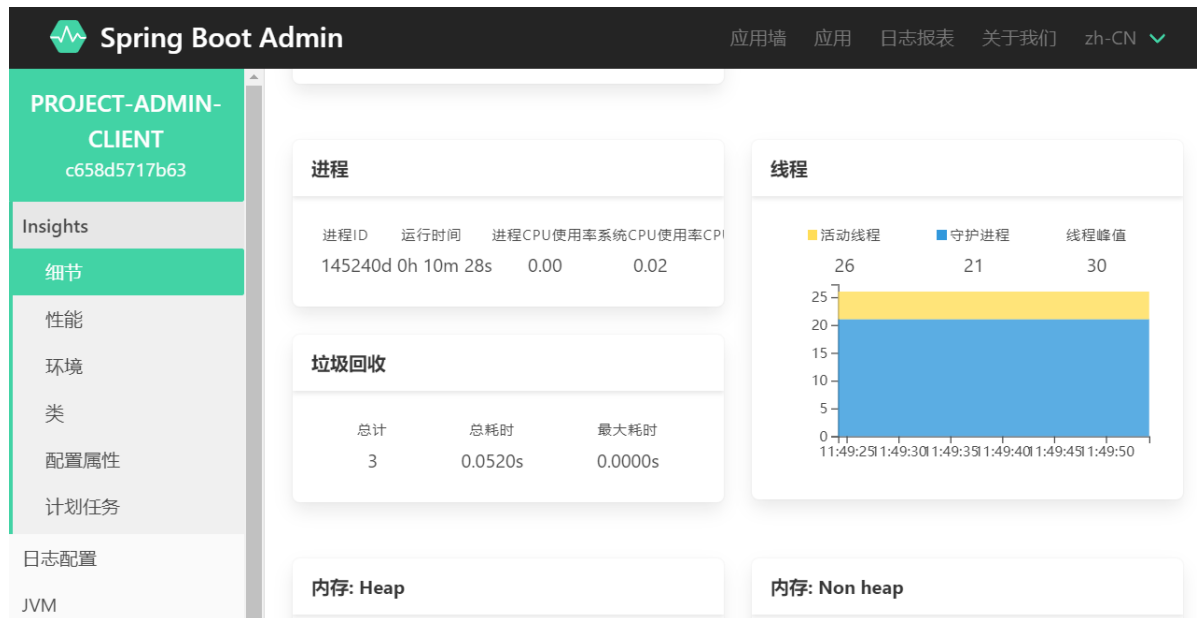 Spring Boot Admin
应用墙 应用 日志报表 关于我们 zh-CN
PROJECT-ADMIN-
CLIENT
c658d5717b63
Insights
细节
性能
环境
类
配置属性
计划任务
日志配置
JVM
进程
进程ID 运行时间 进程CPU使用率系统CPU使用率CP
145240d 0h 10m 28s 0.00 0.02
垃圾回收
总计 总耗时 最大耗时
3 0.0520s 0.0000s
线程
活动线程 守护进程 线程峰值
26 21 30
25
20
15
10
5
0
11:49:25 11:49:30 11:49:35 11:49:40 11:49:45 11:49:50
内存: Heap
内存: Non heap